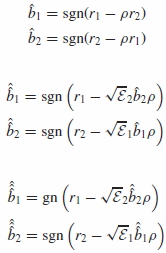 b̂₁ = sgn(r₁ − ρr₂)
b̂₂ = sgn(r₂ − ρr₁)
b̂̂₁ = sgn (r₁ − √ℰ₂b̂₂ρ)
b̂̂₂ = sgn (r₂ − √ℰ₁b̂₁ρ)
b̂̂̂₁ = gn (r₁ − √ℰ₂b̂̂₂ρ)
b̂̂̂₂ = sgn (r₂ − √ℰ₁b̂̂₁ρ)